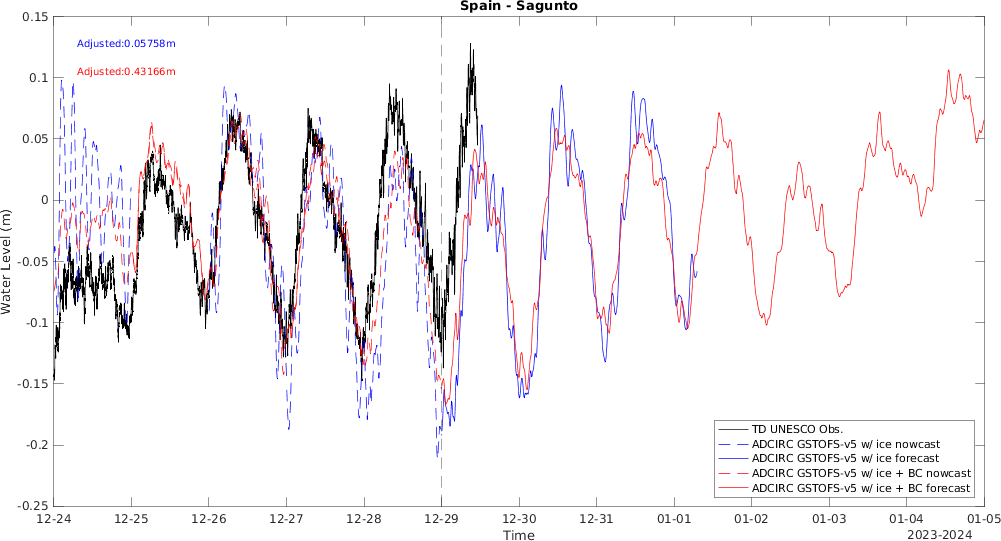 Spain - Sagunto
Adjusted:0.05758m
Adjusted:0.43166m
Water Level (m)
0.15
0.1
0.05
0
-0.05
-0.1
-0.15
-0.2
-0.25
TD UNESCO Obs.
ADCIRC GSTOFS-v5 w/ ice nowcast
ADCIRC GSTOFS-v5 w/ ice forecast
ADCIRC GSTOFS-v5 w/ ice + BC nowcast
ADCIRC GSTOFS-v5 w/ ice + BC forecast
12-24 12-25 12-26 12-27 12-28 12-29 12-30 12-31 01-01 01-02 01-03 01-04 01-05
Time
2023-2024